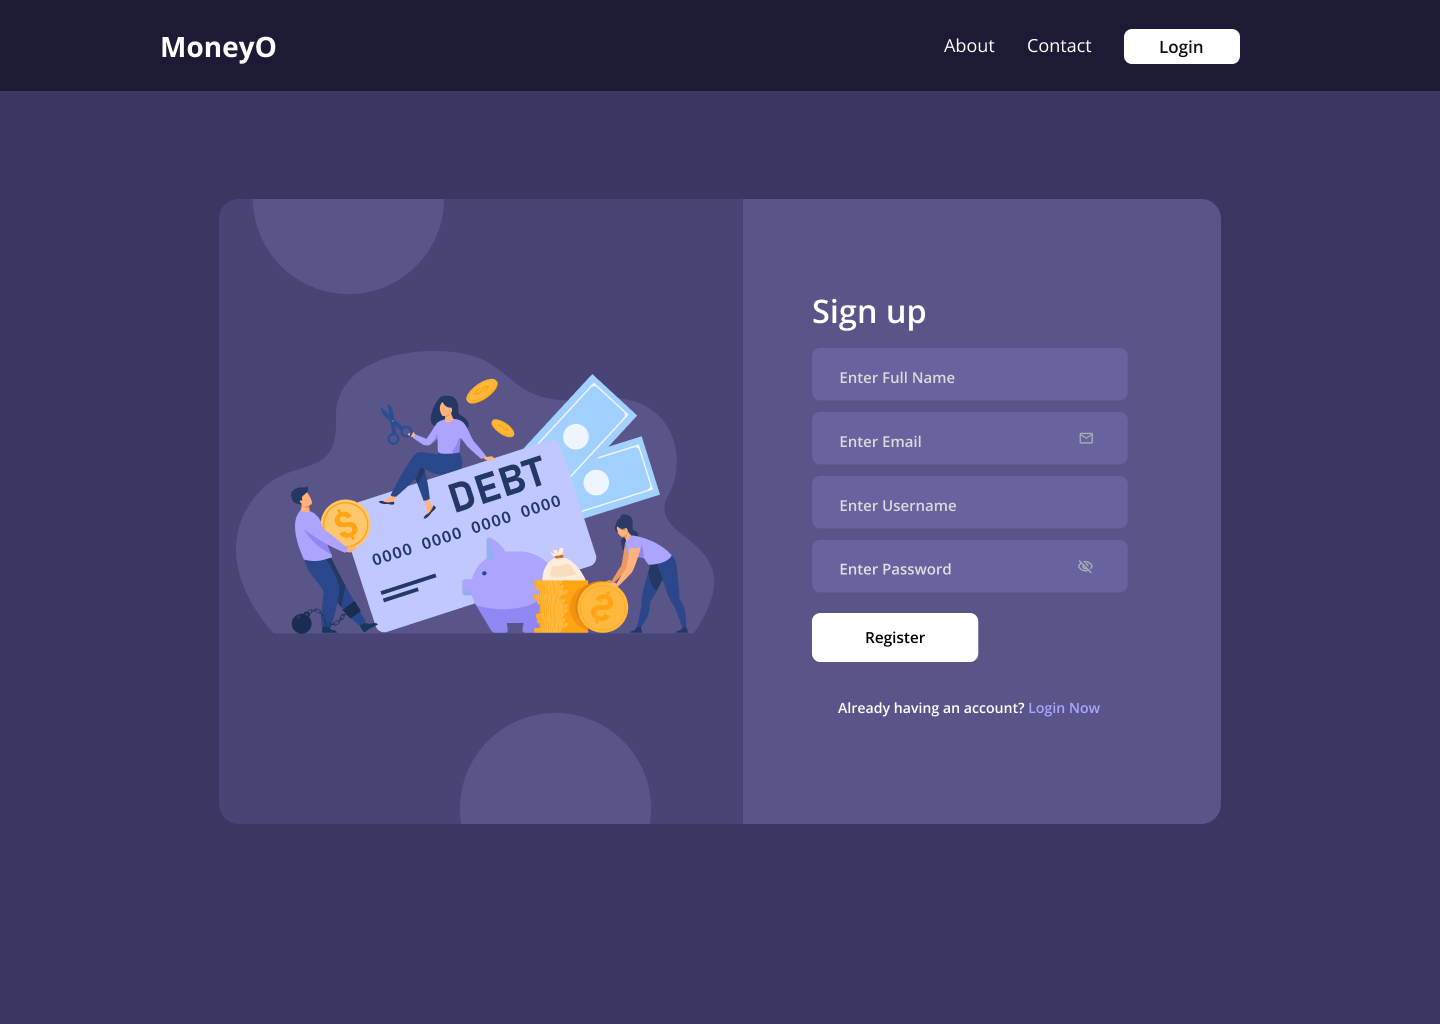 MoneyO
About
Contact
Login
DEBT
0000 0000 0000 0000
$
Sign up
Enter Full Name
Enter Email
Enter Username
Enter Password
Register
Already having an account? Login Now